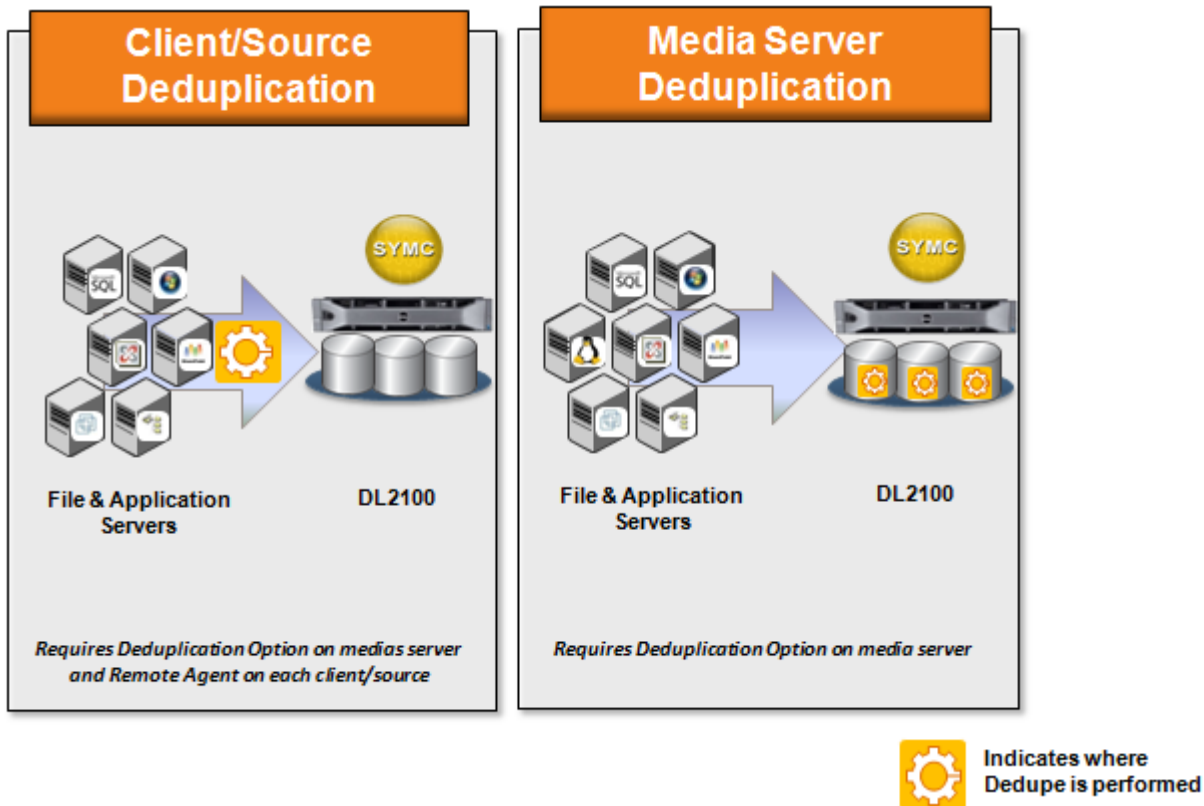 Client/Source
Deduplication
SYMC
SQL
File & Application
Servers
DL2100
Requires Deduplication Option on medias server
and Remote Agent on each client/source
Media Server
Deduplication
SYMC
SQL
File & Application
Servers
DL2100
Requires Deduplication Option on media server
Indicates where
Dedupe is performed